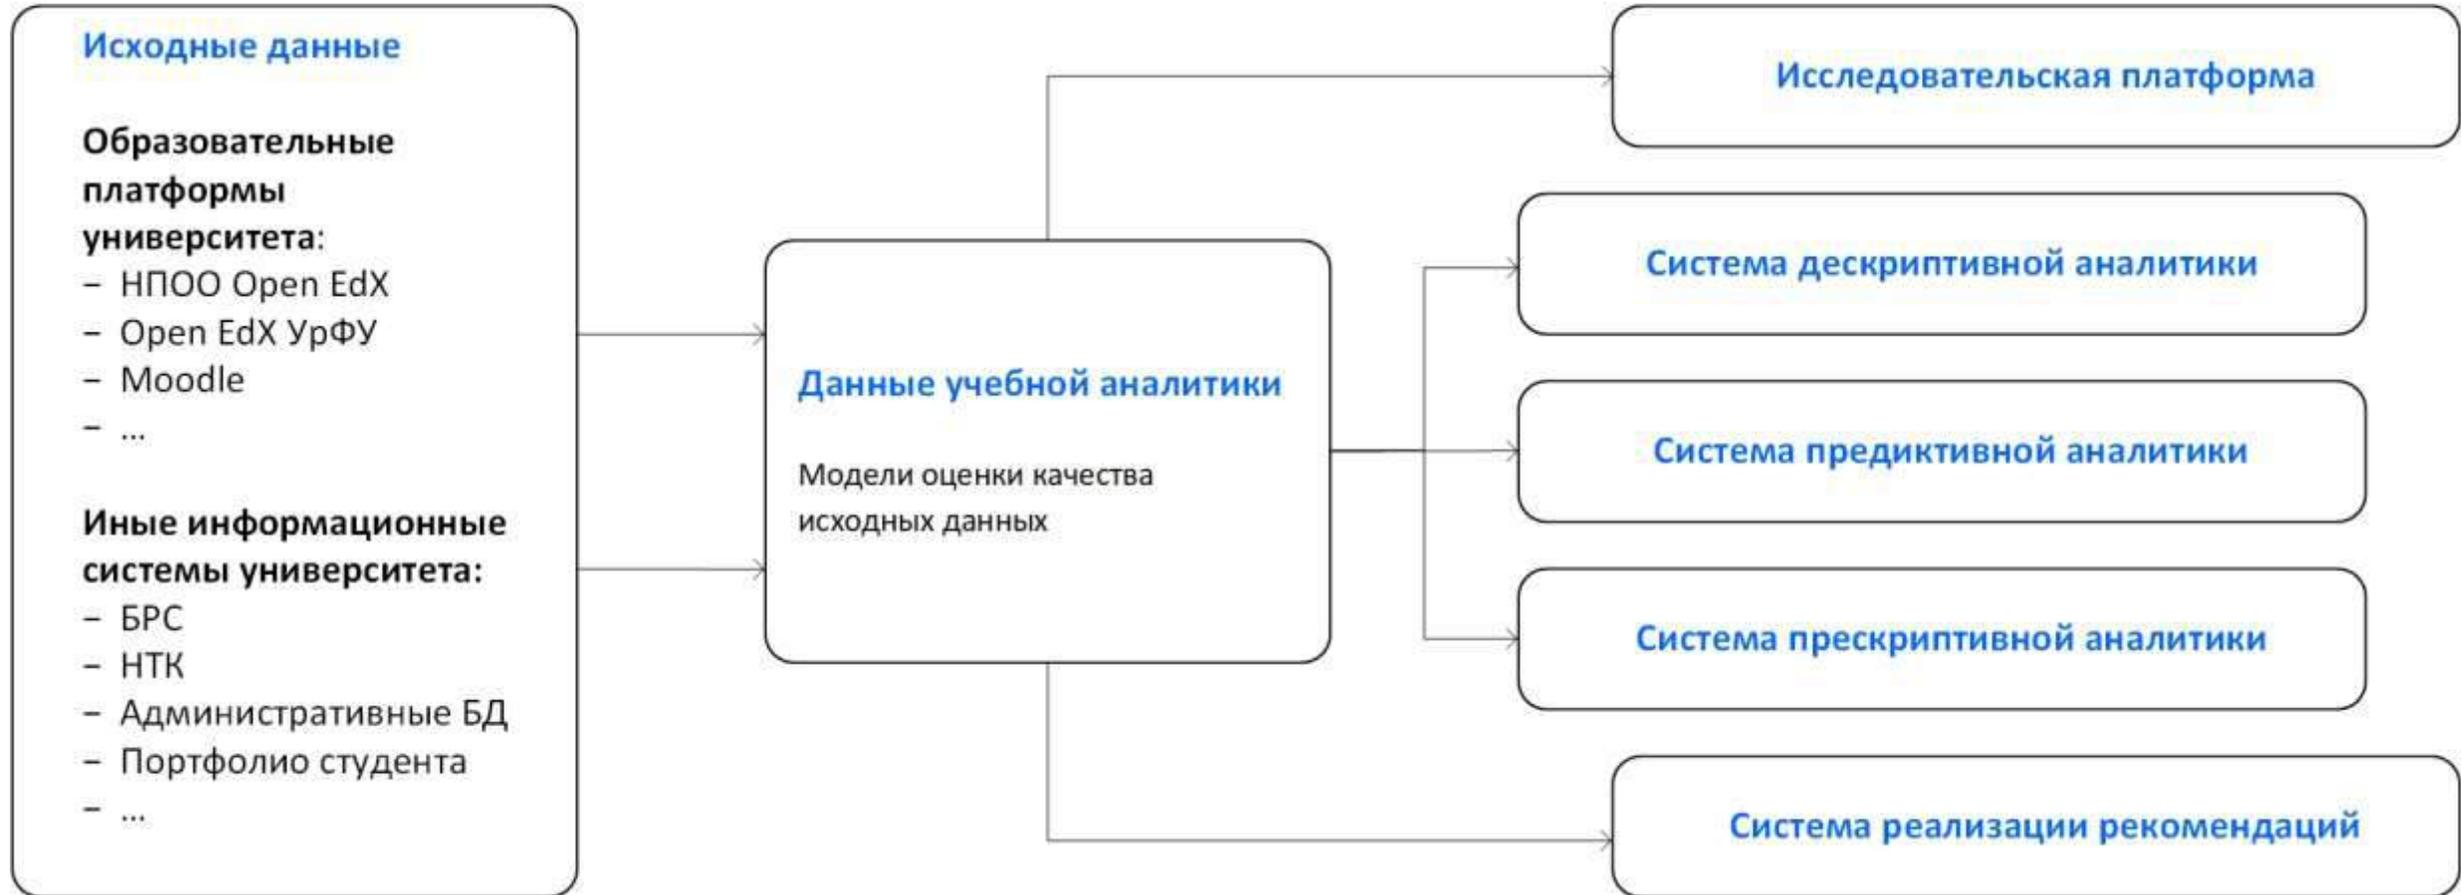 Исходные данные
Образовательные
платформы
университета:
– НПОО Open EdX
– Open EdX УрФУ
– Moodle
– ...
Иные информационные
системы университета:
– БРС
– НТК
– Административные БД
– Портфолио студента
– ...
Данные учебной аналитики
Модели оценки качества
исходных данных
Исследовательская платформа
Система дескриптивной аналитики
Система предиктивной аналитики
Система прескриптивной аналитики
Система реализации рекомендаций